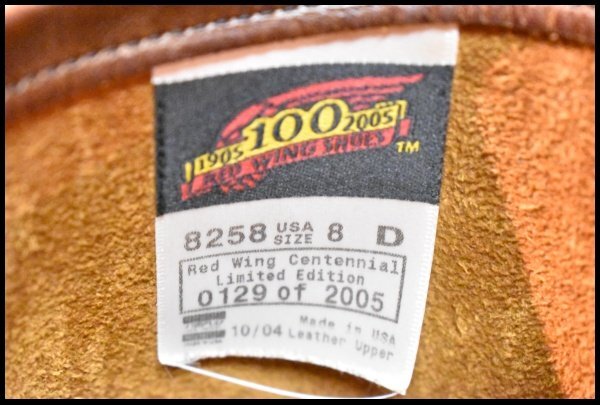 1905 100 2005
RED WING SHOES
TM
8258 USA SIZE 8 D
Red Wing Centennial
Limited Edition
0129 of 2005
10/04 Made in USA
Leather Upper